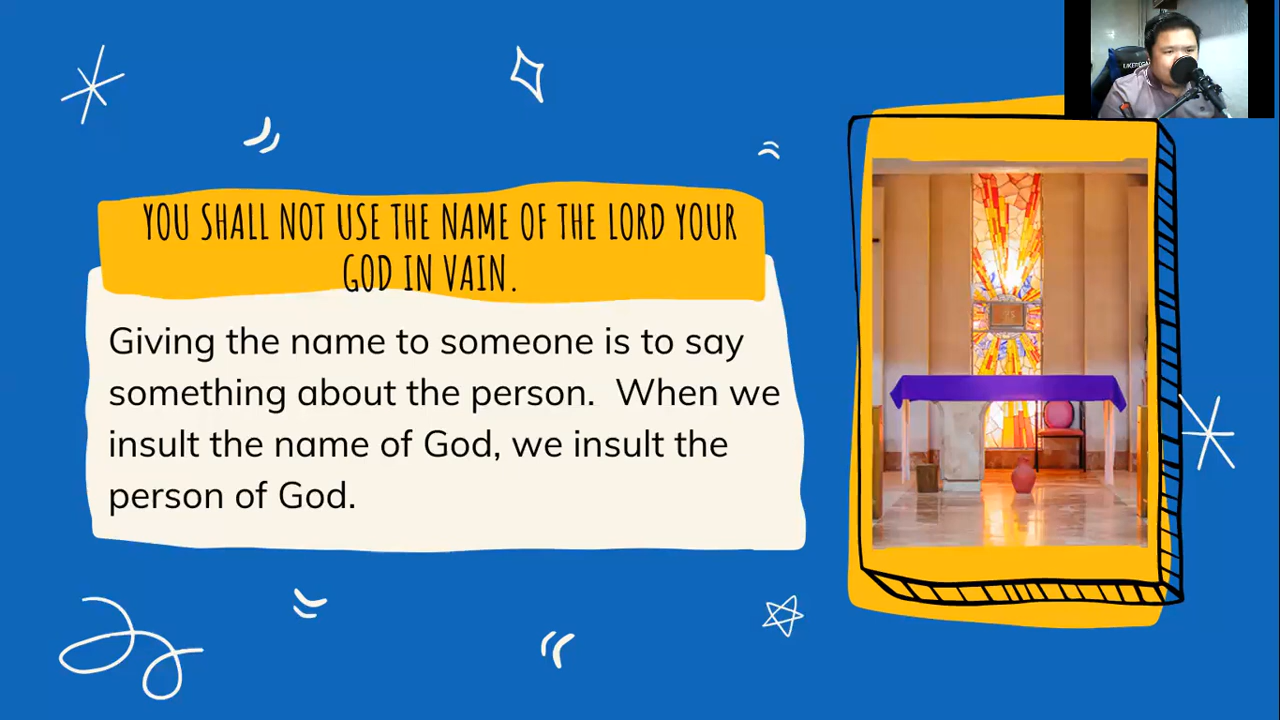 YOU SHALL NOT USE THE NAME OF THE LORD YOUR
GOD IN VAIN.
Giving the name to someone is to say
something about the person.  When we
insult the name of God, we insult the
person of God.